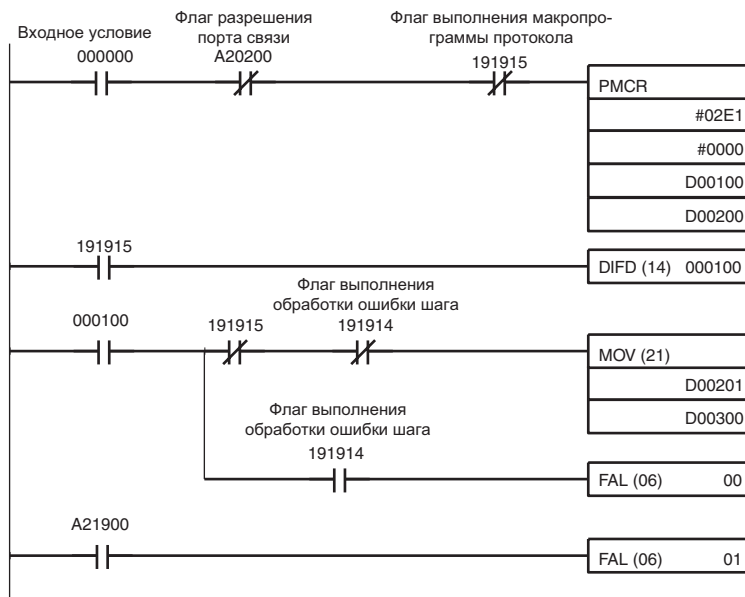 Входное условие
000000
Флаг разрешения
порта связи
A20200
Флаг выполнения макропро-
граммы протокола
191915
PMCR
#02E1
#0000
D00100
D00200
191915
DIFD (14) 000100
Флаг выполнения
обработки ошибки шага
000100
191915
191914
MOV (21)
D00201
D00300
Флаг выполнения
обработки ошибки шага
191914
FAL (06) 00
A21900
FAL (06) 01